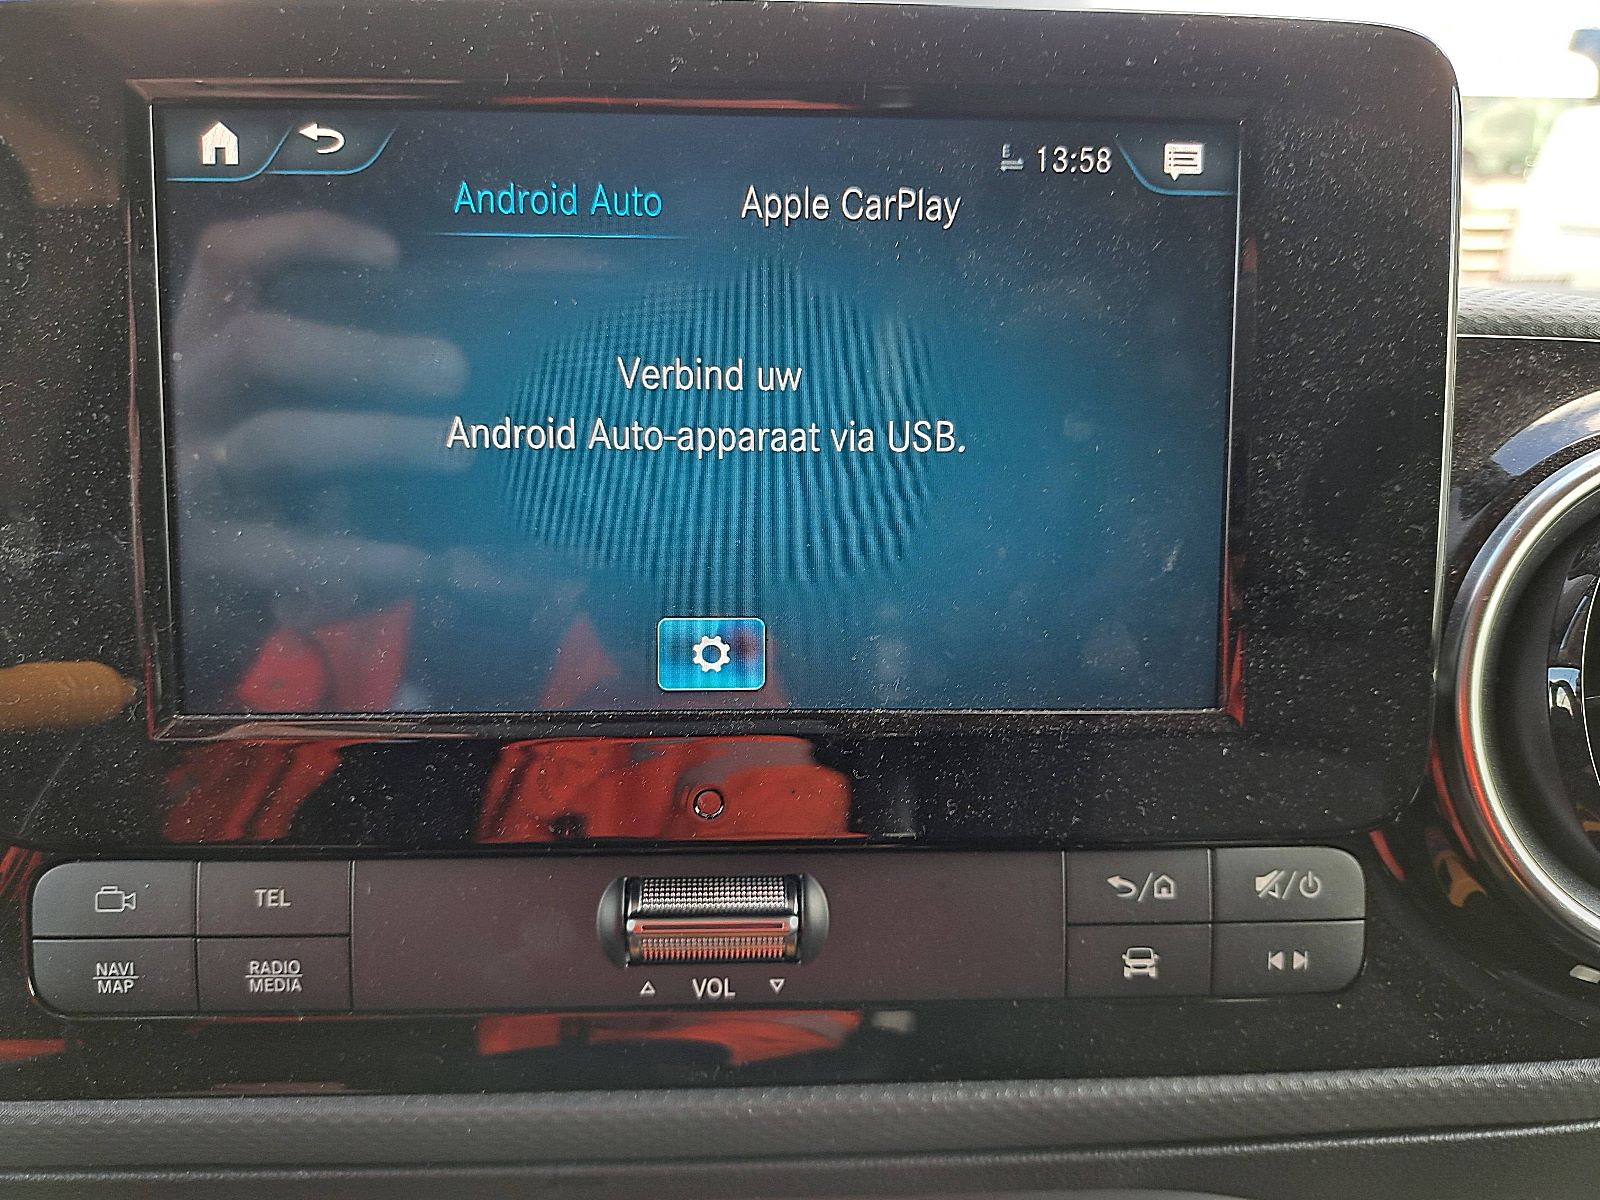 13:58
Android Auto
Apple CarPlay
Verbind uw
Android Auto-apparaat via USB.
TEL
NAVI
MAP
RADIO
MEDIA
VOL